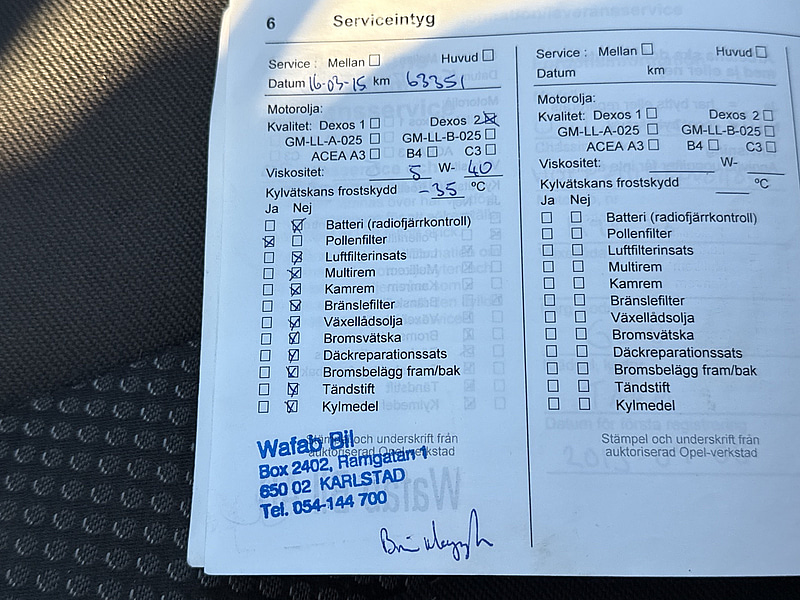 6 Serviceintyg
Service : Mellan ☐ Huvud ☐
Datum 16-03-15 km 63351
Motorolja:
Kvalitet: Dexos 1 ☐ Dexos 2 ☒
GM-LL-A-025 ☐ GM-LL-B-025 ☐
ACEA A3 ☐ B4 ☐ C3 ☐
Viskositet: 5 W- 40
Kylvätskans frostskydd -35 ºC
Ja Nej
☐ ☒ Batteri (radiofjärrkontroll)
☒ ☐ Pollenfilter
☐ ☒ Luftfilterinsats
☐ ☒ Multirem
☐ ☒ Kamrem
☐ ☒ Bränslefilter
☐ ☒ Växellådsolja
☐ ☒ Bromsvätska
☐ ☒ Däckreparationssats
☐ ☒ Bromsbelägg fram/bak
☐ ☒ Tändstift
☐ ☒ Kylmedel
Stämpel och underskrift från
auktoriserad Opel-verkstad
Wafab Bil
Box 2402, Ramgatan 1
650 02 KARLSTAD
Tel. 054-144 700
Service : Mellan ☐ Huvud ☐
Datum km
Motorolja:
Kvalitet: Dexos 1 ☐ Dexos 2 ☐
GM-LL-A-025 ☐ GM-LL-B-025 ☐
ACEA A3 ☐ B4 ☐ C3 ☐
Viskositet: W-
Kylvätskans frostskydd ºC
Ja Nej
☐ ☐ Batteri (radiofjärrkontroll)
☐ ☐ Pollenfilter
☐ ☐ Luftfilterinsats
☐ ☐ Multirem
☐ ☐ Kamrem
☐ ☐ Bränslefilter
☐ ☐ Växellådsolja
☐ ☐ Bromsvätska
☐ ☐ Däckreparationssats
☐ ☐ Bromsbelägg fram/bak
☐ ☐ Tändstift
☐ ☐ Kylmedel
Stämpel och underskrift från
auktoriserad Opel-verkstad